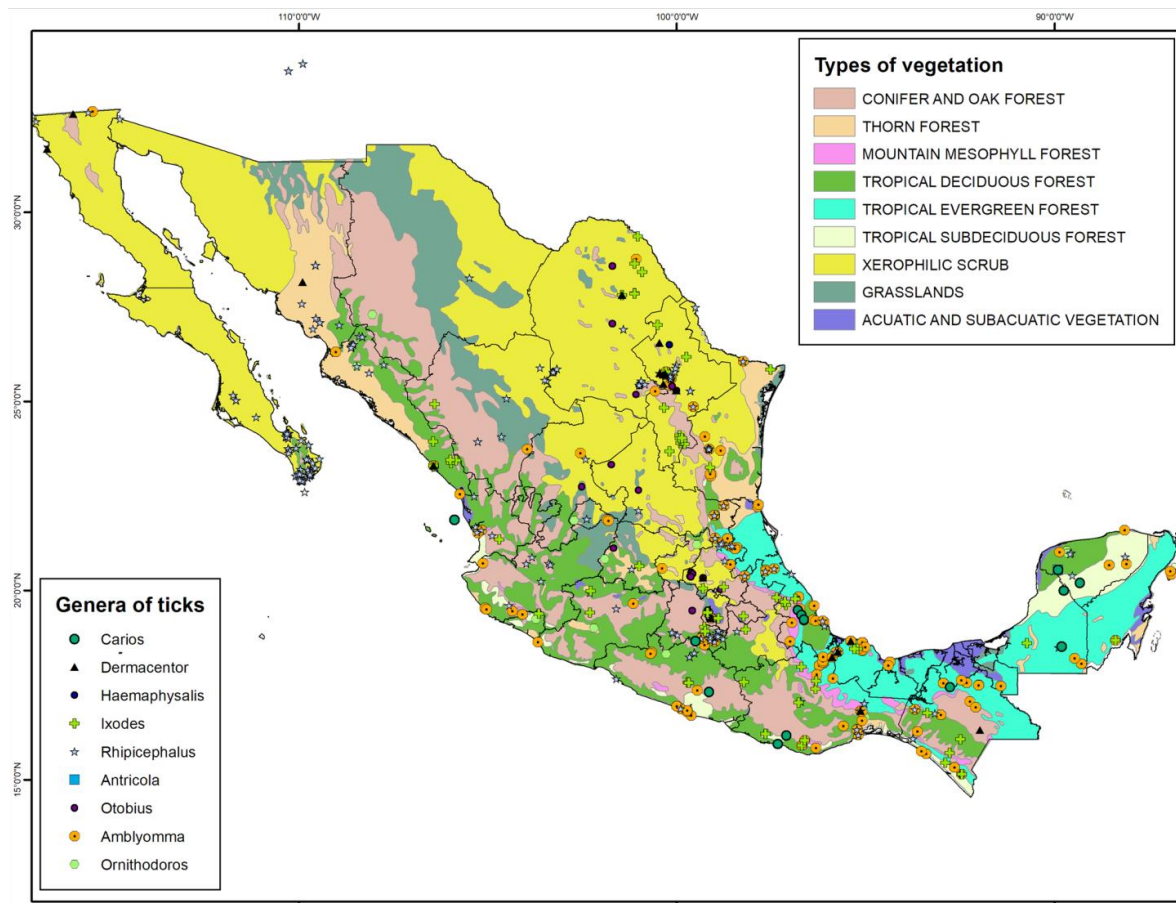 110°0'0"W
100°0'0"W
90°0'0"W
Types of vegetation
CONIFER AND OAK FOREST
THORN FOREST
MOUNTAIN MESOPHYLL FOREST
TROPICAL DECIDUOUS FOREST
TROPICAL EVERGREEN FOREST
TROPICAL SUBDECIDUOUS FOREST
XEROPHILIC SCRUB
GRASSLANDS
ACUATIC AND SUBACUATIC VEGETATION
30°0'0"N
25°0'0"N
20°0'0"N
15°0'0"N
Genera of ticks
Carios
Dermacentor
Haemaphysalis
Ixodes
Rhipicephalus
Antricola
Otobius
Amblyomma
Ornithodoros